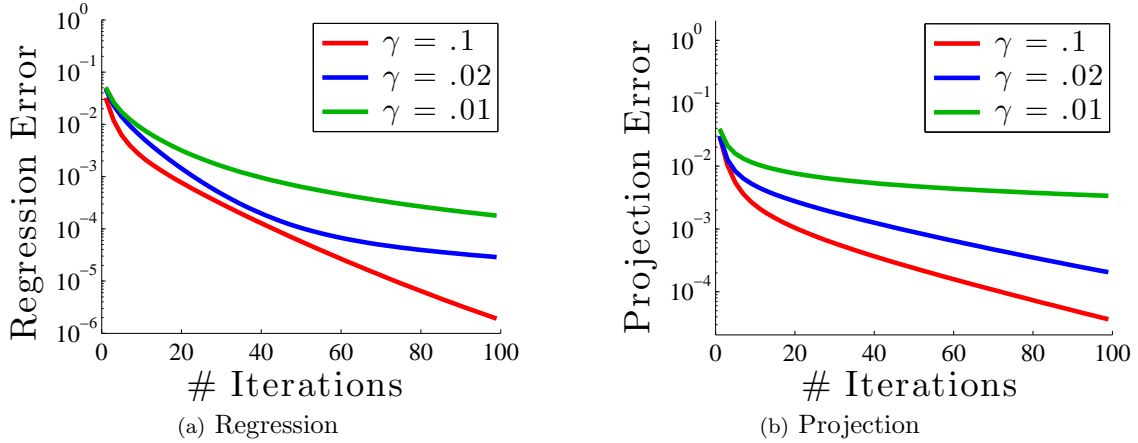 Regression Error
10^0
10^-1
10^-2
10^-3
10^-4
10^-5
10^-6
γ = .1
γ = .02
γ = .01
0 20 40 60 80 100
# Iterations
(a) Regression
Projection Error
10^0
10^-1
10^-2
10^-3
10^-4
γ = .1
γ = .02
γ = .01
0 20 40 60 80 100
# Iterations
(b) Projection